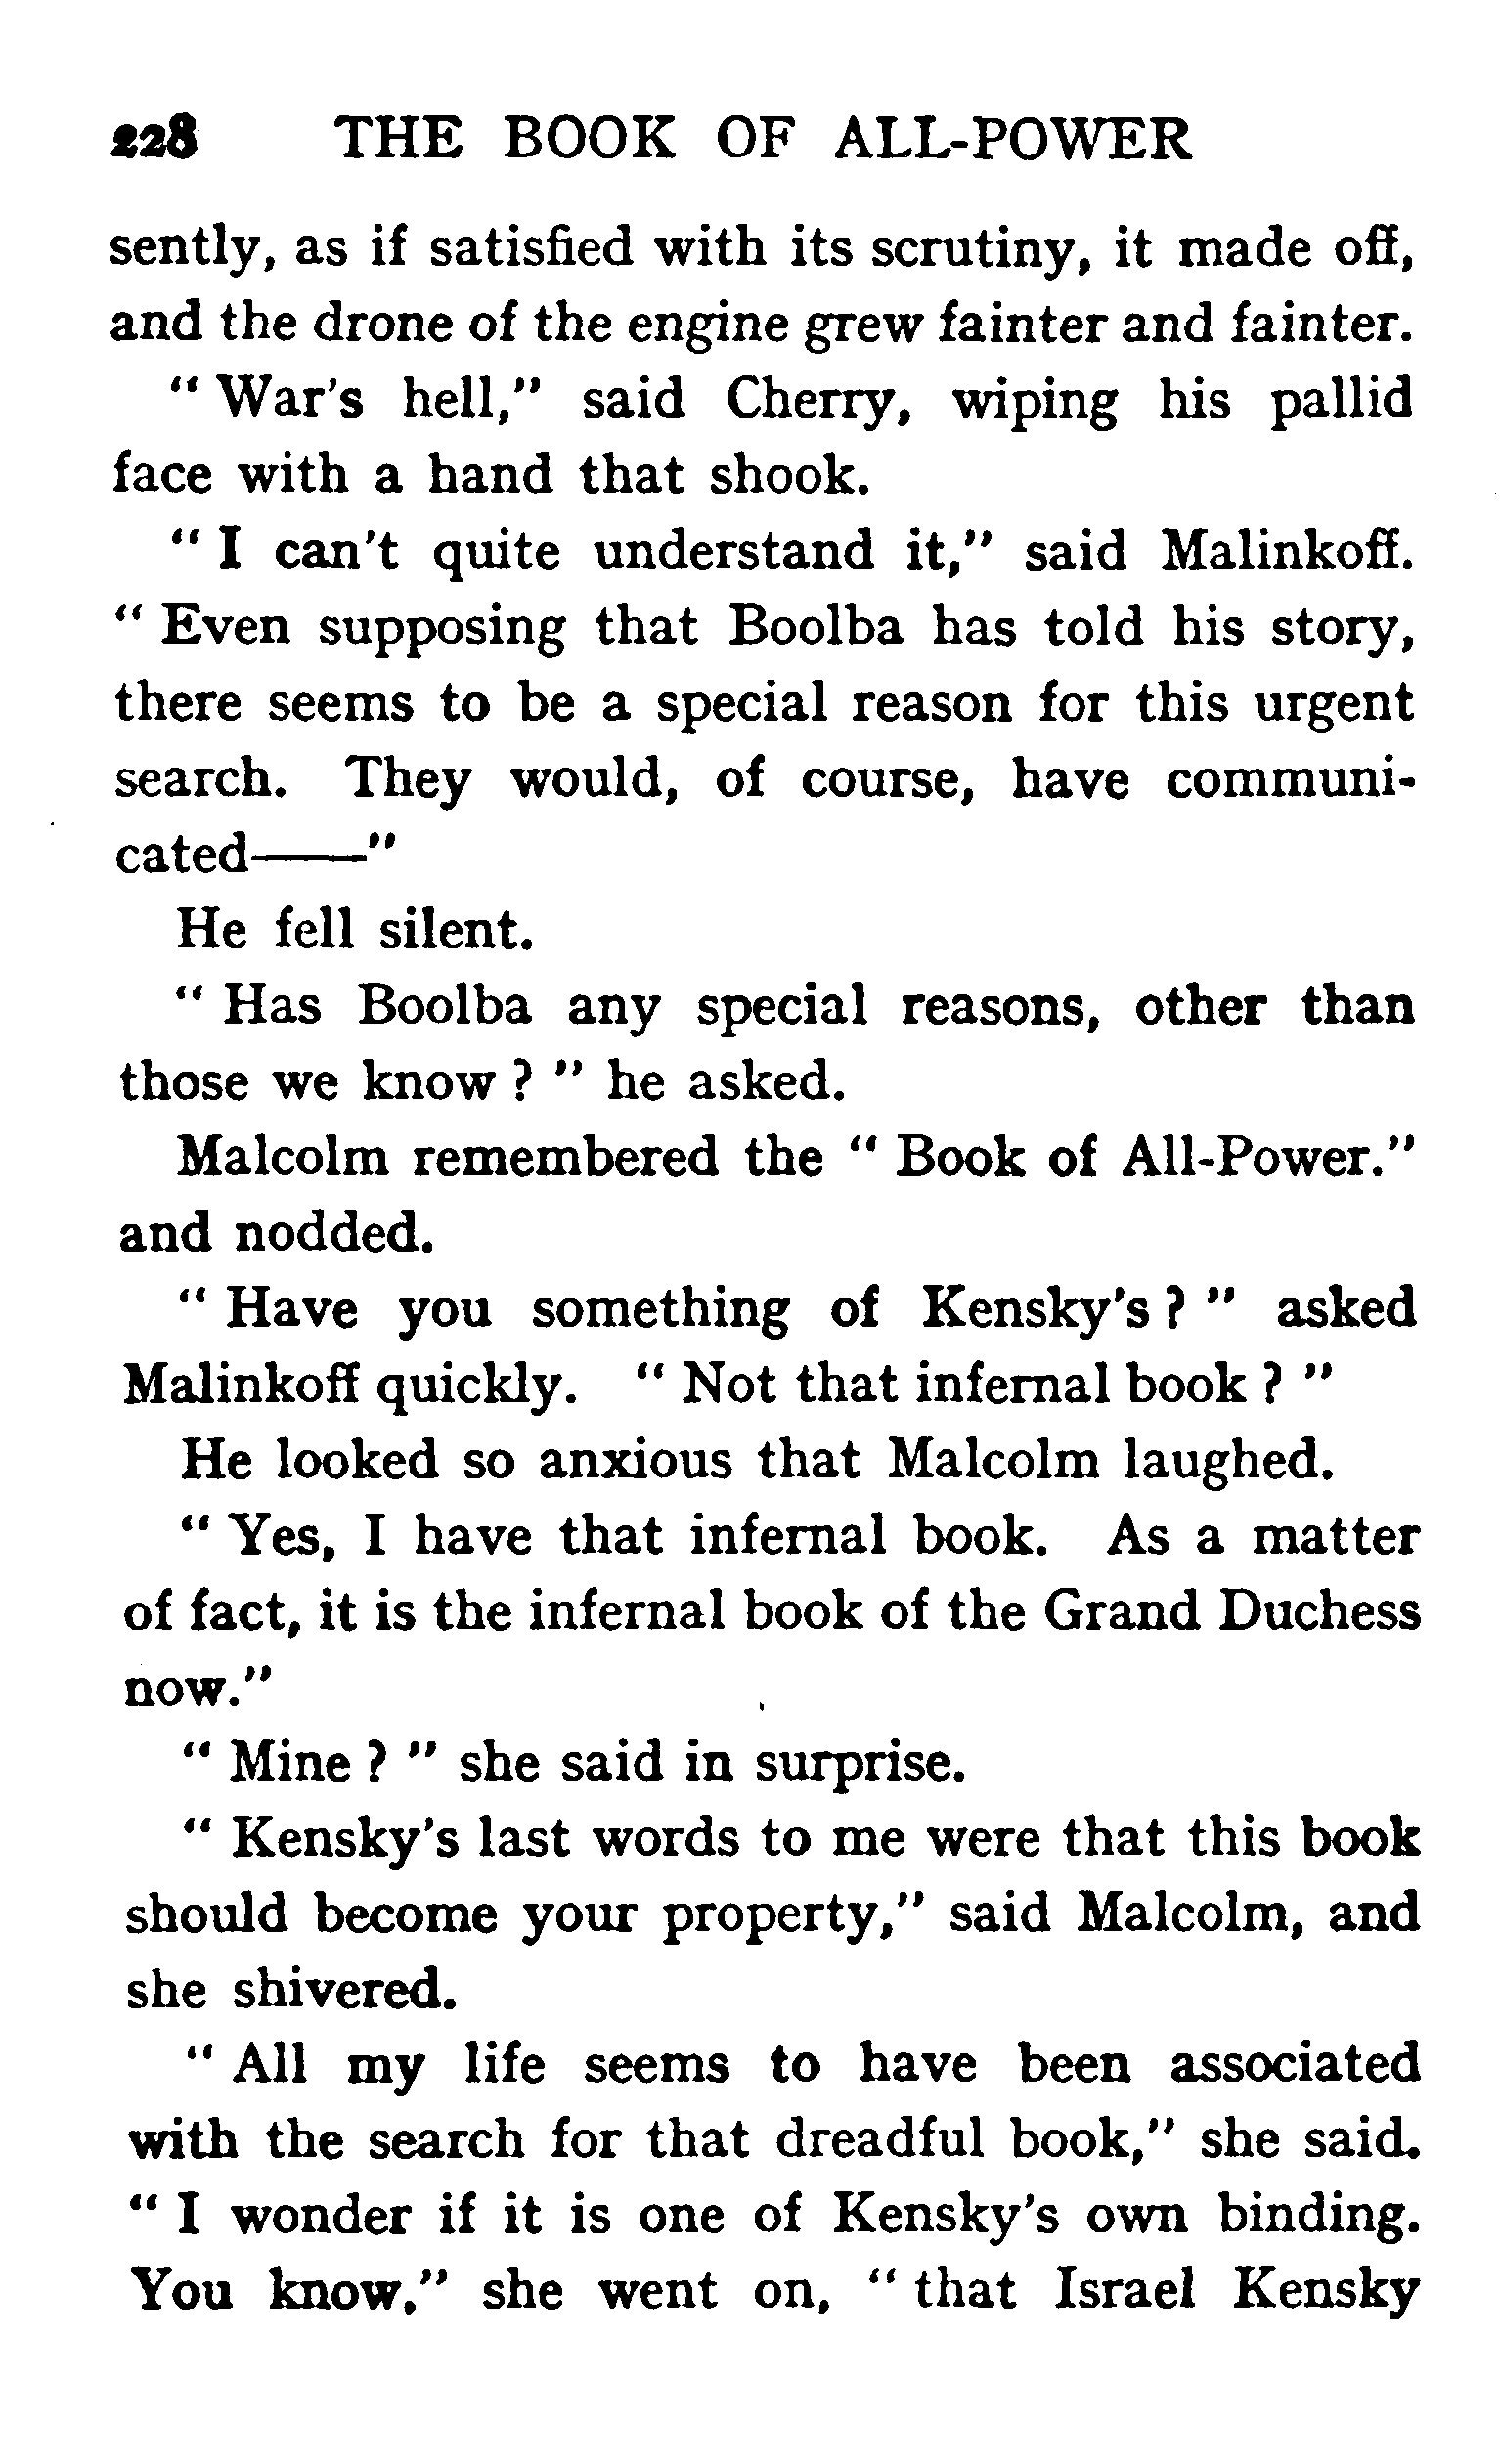 228 THE BOOK OF ALL-POWER
sently, as if satisfied with its scrutiny, it made off,
and the drone of the engine grew fainter and fainter.
" War's hell," said Cherry, wiping his pallid
face with a hand that shook.
" I can't quite understand it," said Malinkoff.
" Even supposing that Boolba has told his story,
there seems to be a special reason for this urgent
search. They would, of course, have communi-
cated——"
He fell silent.
" Has Boolba any special reasons, other than
those we know ? " he asked.
Malcolm remembered the " Book of All-Power."
and nodded.
" Have you something of Kensky's ? " asked
Malinkoff quickly. " Not that infernal book ? "
He looked so anxious that Malcolm laughed.
" Yes, I have that infernal book. As a matter
of fact, it is the infernal book of the Grand Duchess
now."
" Mine ? " she said in surprise.
" Kensky's last words to me were that this book
should become your property," said Malcolm, and
she shivered.
" All my life seems to have been associated
with the search for that dreadful book," she said.
" I wonder if it is one of Kensky's own binding.
You know," she went on, " that Israel Kensky